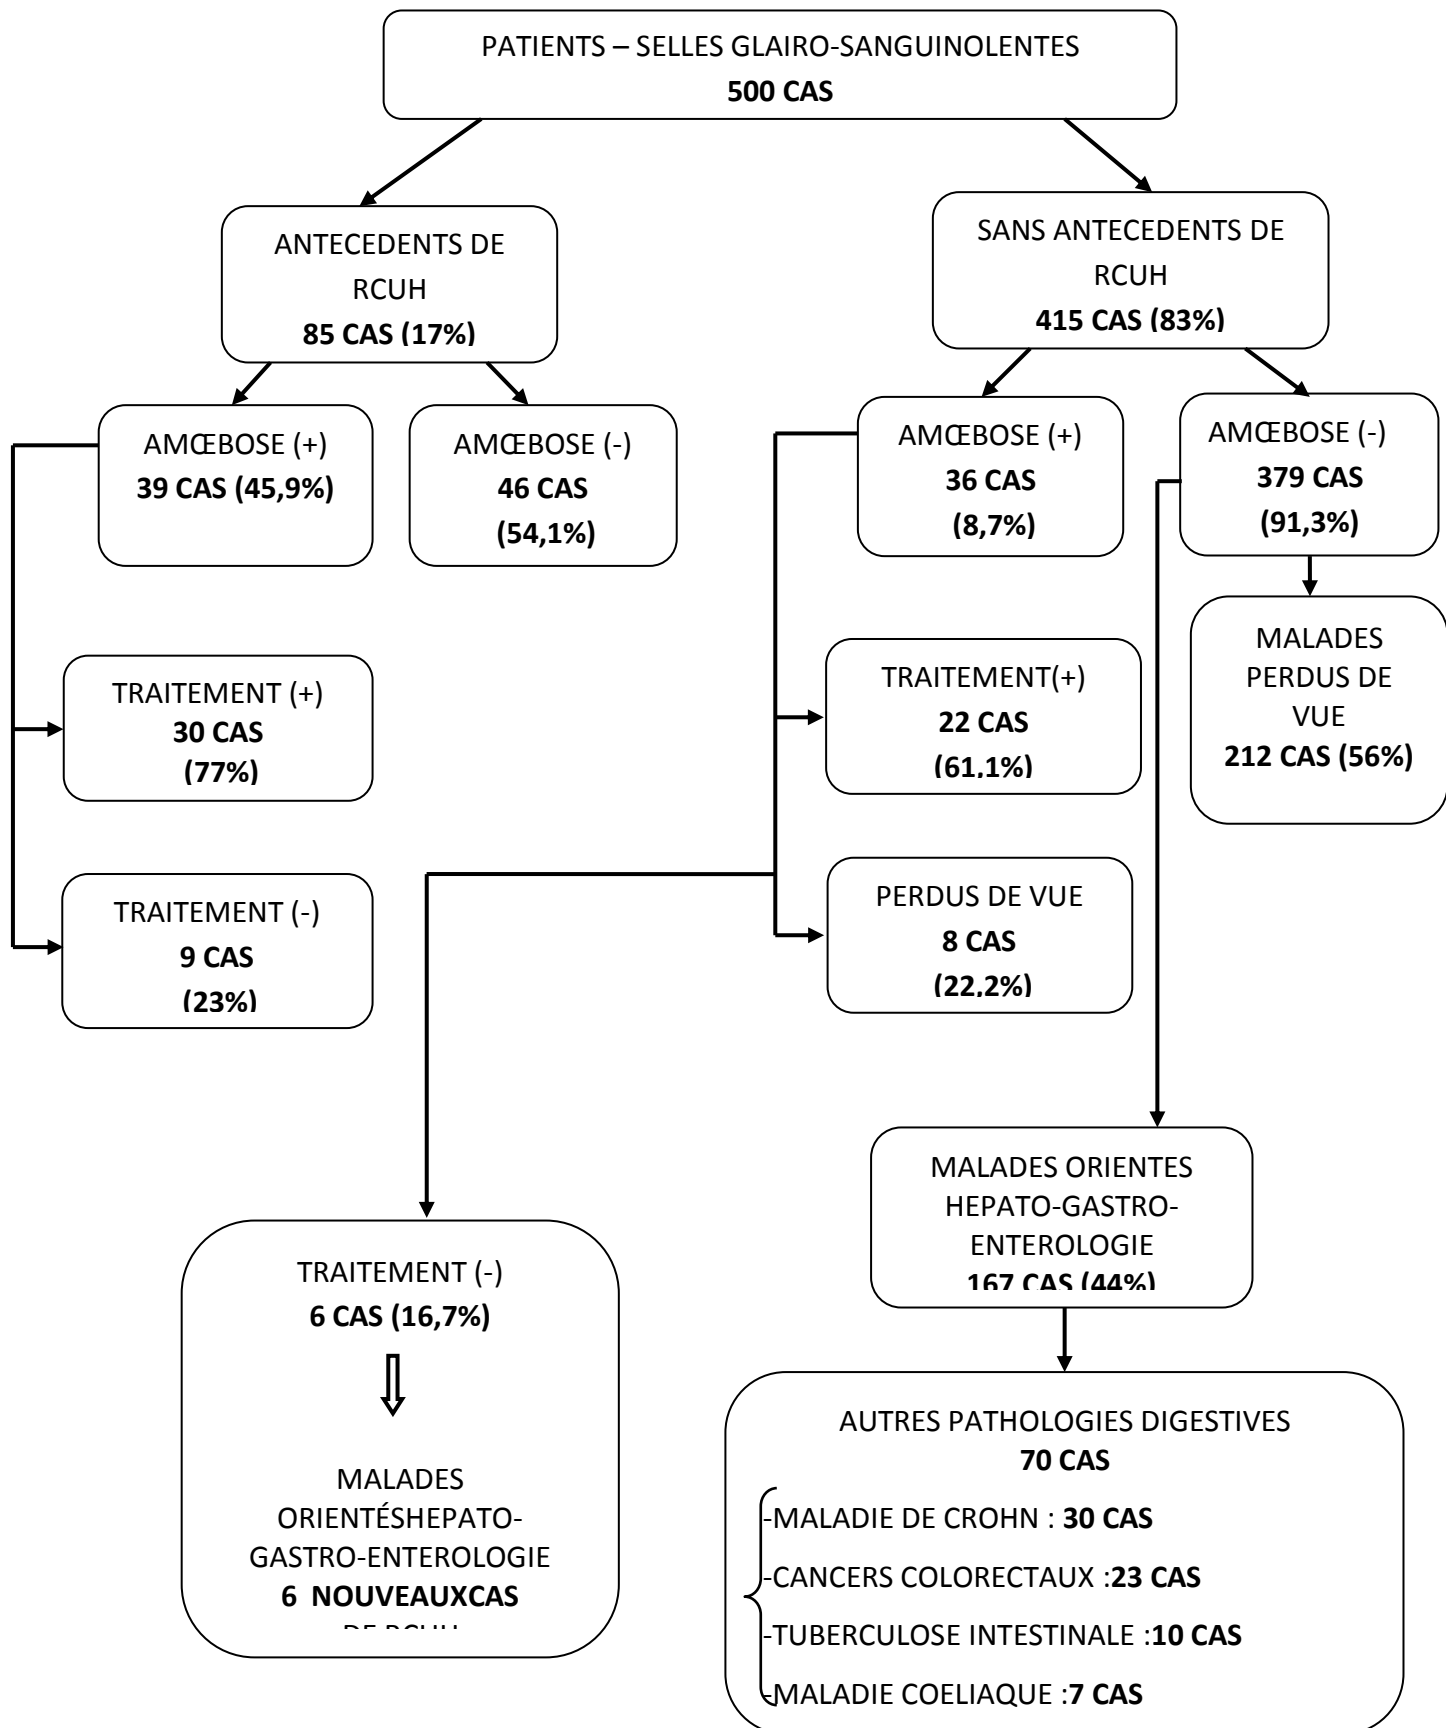 PATIENTS – SELLES GLAIRO-SANGUINOLENTES
500 CAS
ANTECEDENTS DE
RCUH
85 CAS (17%)
SANS ANTECEDENTS DE
RCUH
415 CAS (83%)
AMŒBOSE (+)
39 CAS (45,9%)
AMŒBOSE (-)
46 CAS
(54,1%)
AMŒBOSE (+)
36 CAS
(8,7%)
AMŒBOSE (-)
379 CAS
(91,3%)
MALADES
PERDUS DE
VUE
212 CAS (56%)
TRAITEMENT (+)
30 CAS
(77%)
TRAITEMENT(+)
22 CAS
(61,1%)
TRAITEMENT (-)
9 CAS
(23%)
PERDUS DE VUE
8 CAS
(22,2%)
MALADES ORIENTES
HEPATO-GASTRO-
ENTEROLOGIE
167 CAS (44%)
TRAITEMENT (-)
6 CAS (16,7%)
MALADES
ORIENTÉSHEPATO-
GASTRO-ENTEROLOGIE
6 NOUVEAUXCAS
DE RCUH
AUTRES PATHOLOGIES DIGESTIVES
70 CAS
-MALADIE DE CROHN : 30 CAS
-CANCERS COLORECTAUX :23 CAS
-TUBERCULOSE INTESTINALE :10 CAS
-MALADIE COELIAQUE :7 CAS